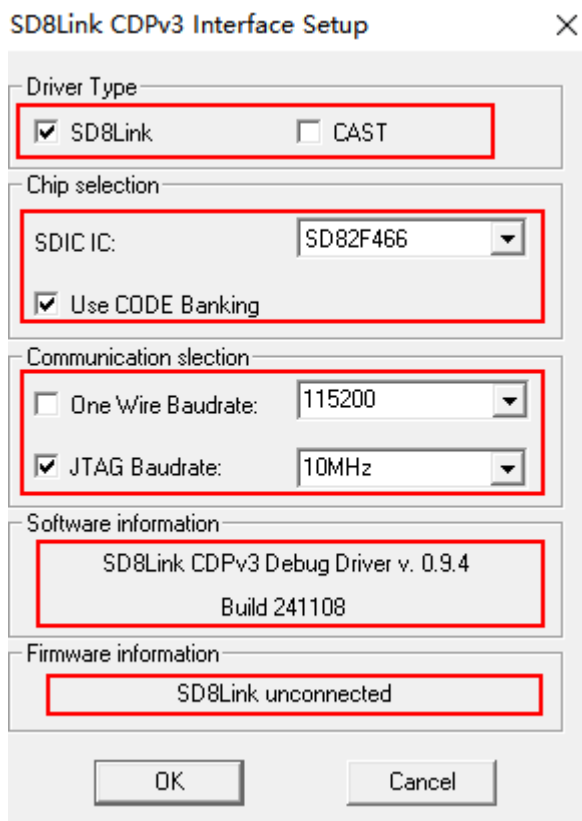 SD8Link CDPv3 Interface Setup
Driver Type
SD8Link CAST
Chip selection
SDIC IC: SD82F466
Use CODE Banking
Communication slection
One Wire Baudrate: 115200
JTAG Baudrate: 10MHz
Software information
SD8Link CDPv3 Debug Driver v. 0.9.4
Build 241108
Firmware information
SD8Link unconnected
OK Cancel